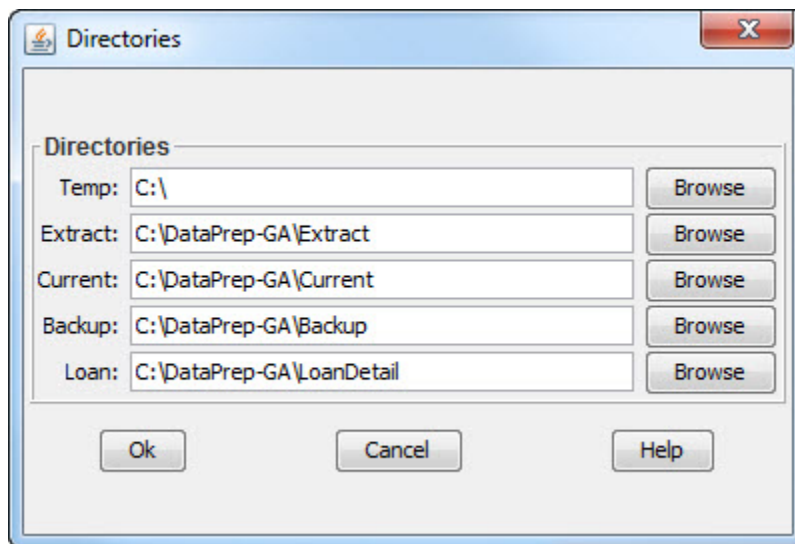 Directories
Directories
Temp: C:\ Browse
Extract: C:\DataPrep-GA\Extract Browse
Current: C:\DataPrep-GA\Current Browse
Backup: C:\DataPrep-GA\Backup Browse
Loan: C:\DataPrep-GA\LoanDetail Browse
Ok Cancel Help